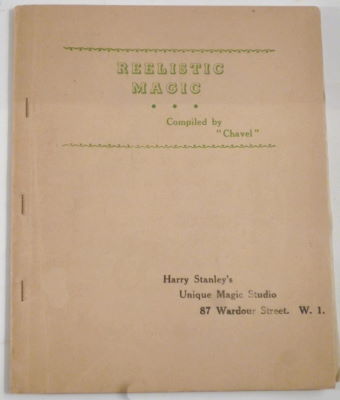 REELISTIC
MAGIC
Compiled by
"Chavel"
Harry Stanley's
Unique Magic Studio
87 Wardour Street. W. 1.